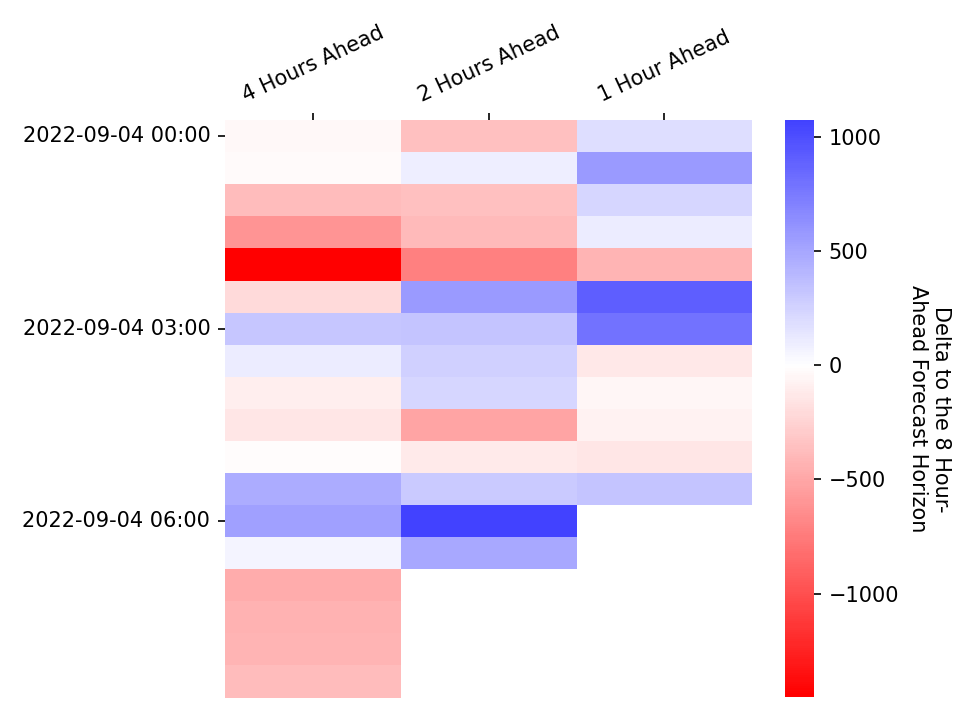 4 Hours Ahead
2 Hours Ahead
1 Hour Ahead
2022-09-04 00:00
2022-09-04 03:00
2022-09-04 06:00
1000
500
0
−500
−1000
Delta to the 8 Hour-
Ahead Forecast Horizon